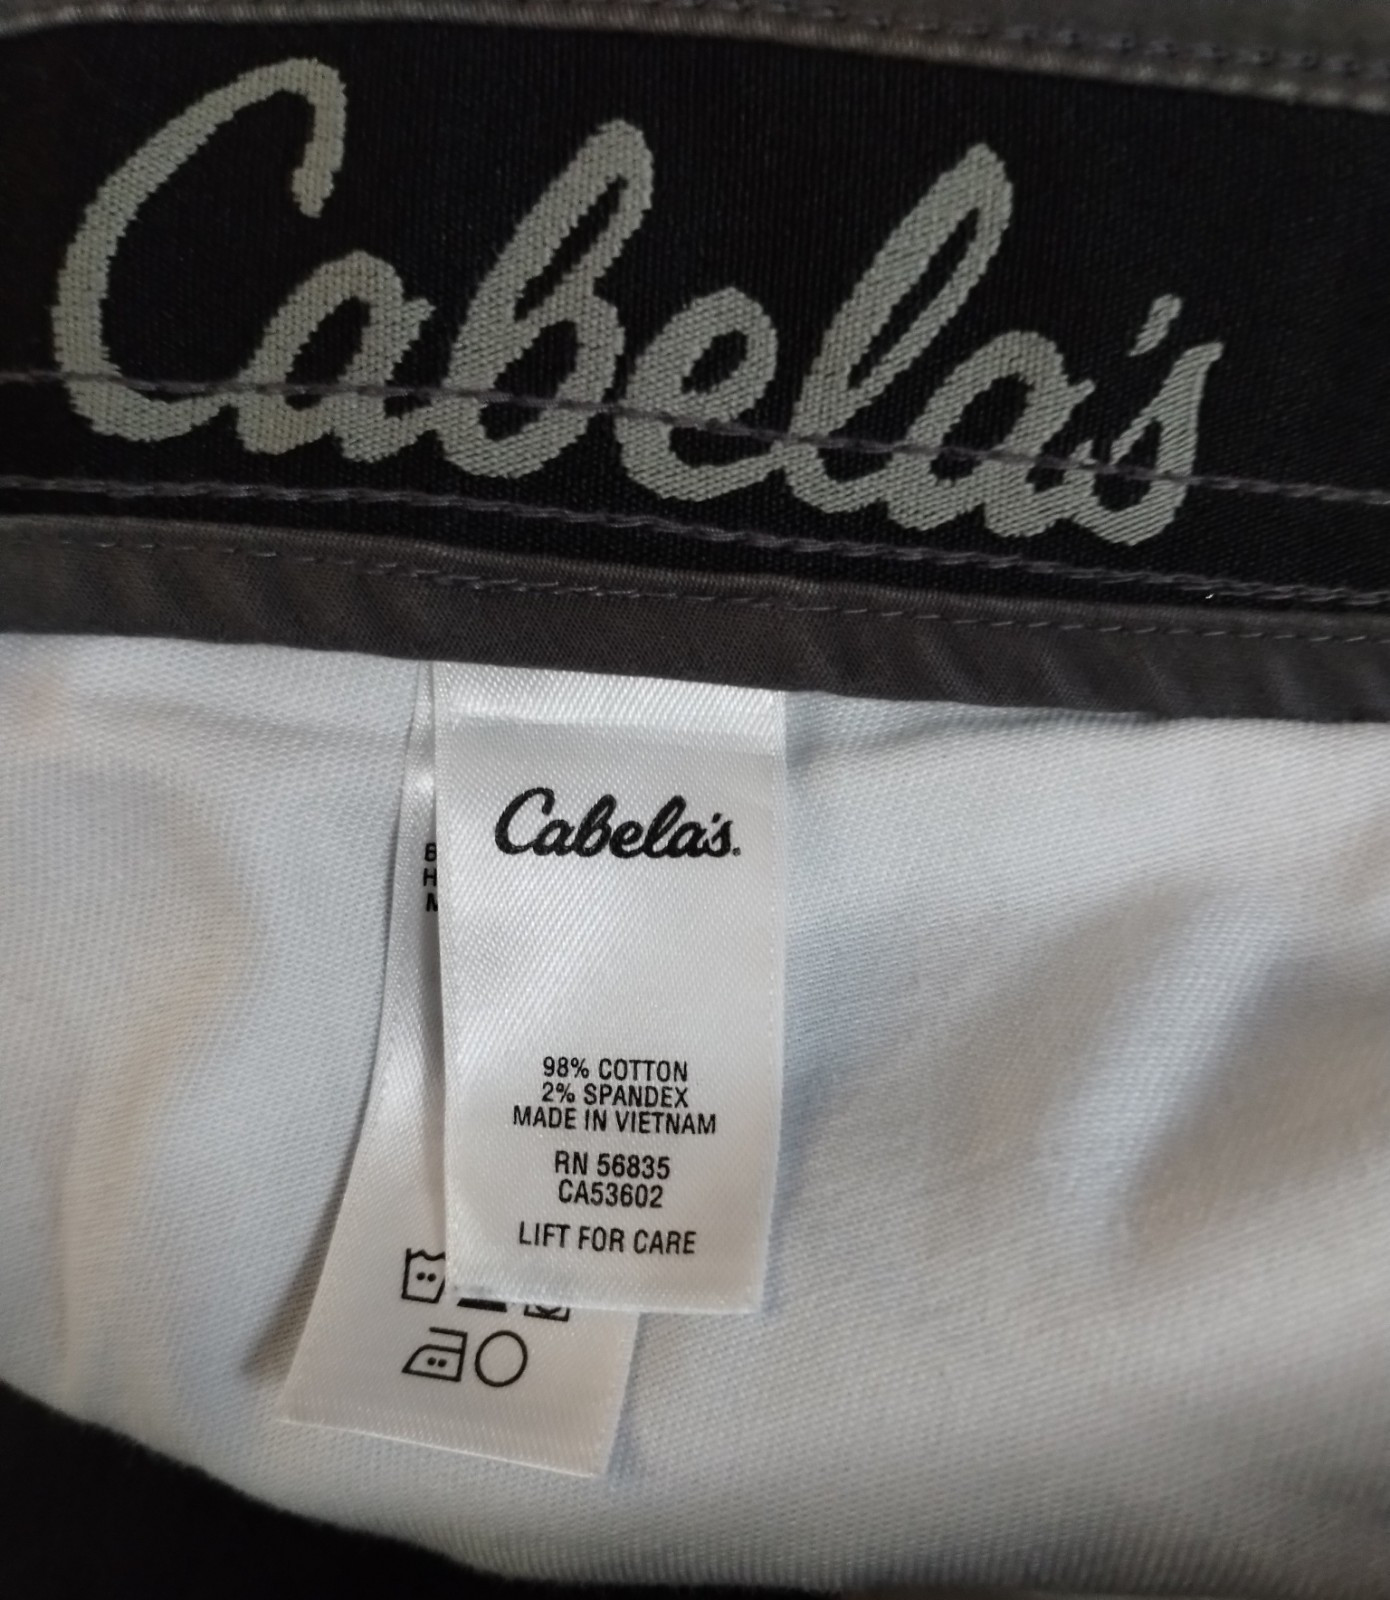 Cabela's
Cabela's.
98% COTTON
2% SPANDEX
MADE IN VIETNAM
RN 56835
CA53602
LIFT FOR CARE